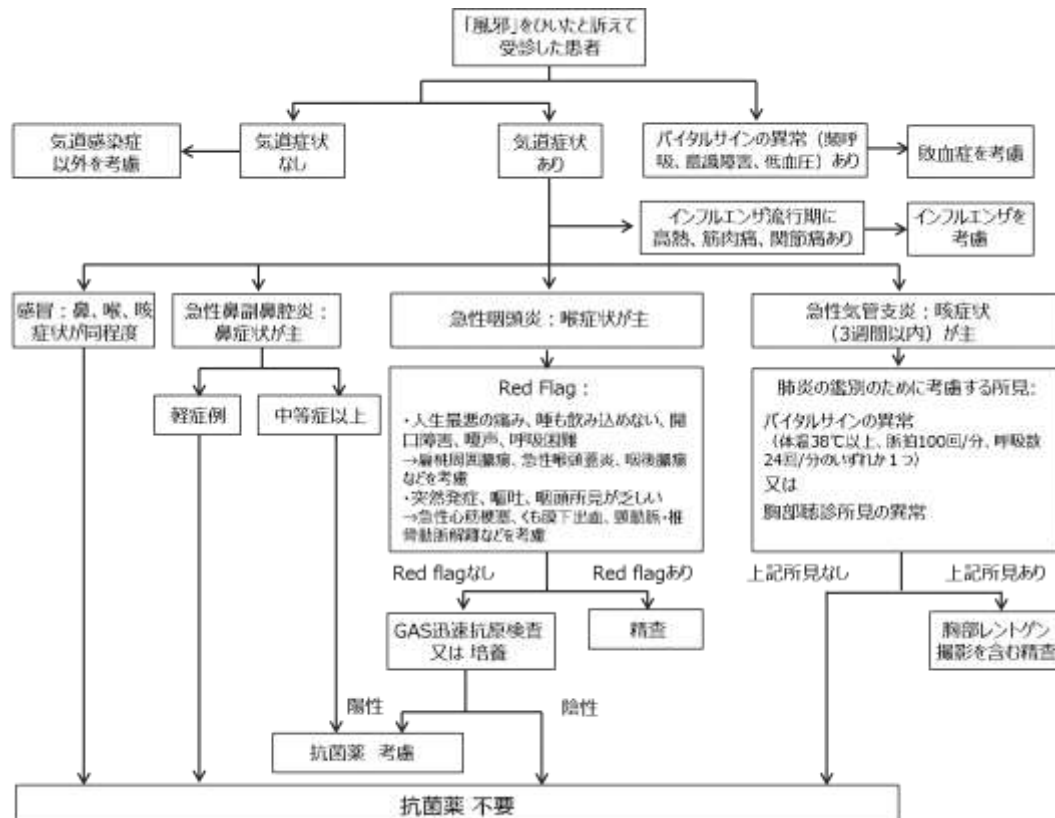 「風邪」をひいたと訴えて
受診した患者
気道感染症
以外を考慮
気道症状
なし
気道症状
あり
バイタルサインの異常(頻呼
吸、意識障害、低血圧)あり
敗血症を考慮
インフルエンザ流行期に
高熱、筋肉痛、関節痛あり
インフルエンザを
考慮
感冒:鼻、喉、咳
症状が同程度
急性鼻副鼻腔炎:
鼻症状が主
急性咽頭炎:喉症状が主
急性気管支炎:咳症状
(3週間以内)が主
軽症例
中等症以上
Red Flag:
・人生最悪の痛み、唾も飲み込めない、開
口障害、嗄声、呼吸困難
→扁桃周囲膿瘍、急性喉頭蓋炎、咽後膿瘍
などを考慮
・突然発症、嘔吐、咽頭所見が乏しい
→急性心筋梗塞、くも膜下出血、頸動脈・椎
骨動脈解離などを考慮
肺炎の鑑別のために考慮する所見:
バイタルサインの異常
(体温38℃以上、脈拍100回/分、呼吸数
24回/分のいずれか1つ)
又は
胸部聴診所見の異常
Red flagなし
Red flagあり
上記所見なし
上記所見あり
GAS迅速抗原検査
又は 培養
精査
胸部レントゲン
撮影を含む精査
陽性
陰性
抗菌薬 考慮
抗菌薬 不要